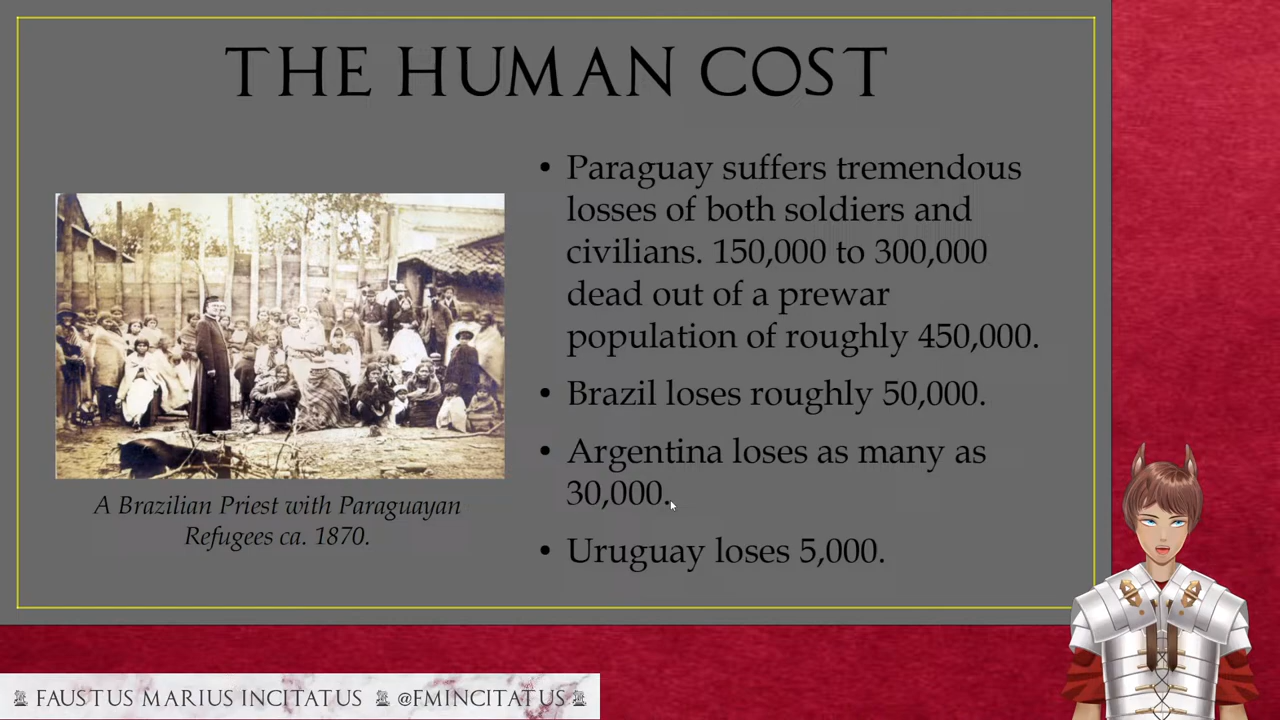 THE HUMAN COST
• Paraguay suffers tremendous
losses of both soldiers and
civilians. 150,000 to 300,000
dead out of a prewar
population of roughly 450,000.
• Brazil loses roughly 50,000.
• Argentina loses as many as
30,000.
• Uruguay loses 5,000.
A Brazilian Priest with Paraguayan
Refugees ca. 1870.
FAUSTUS MARIUS INCITATUS @FMINCITATUS